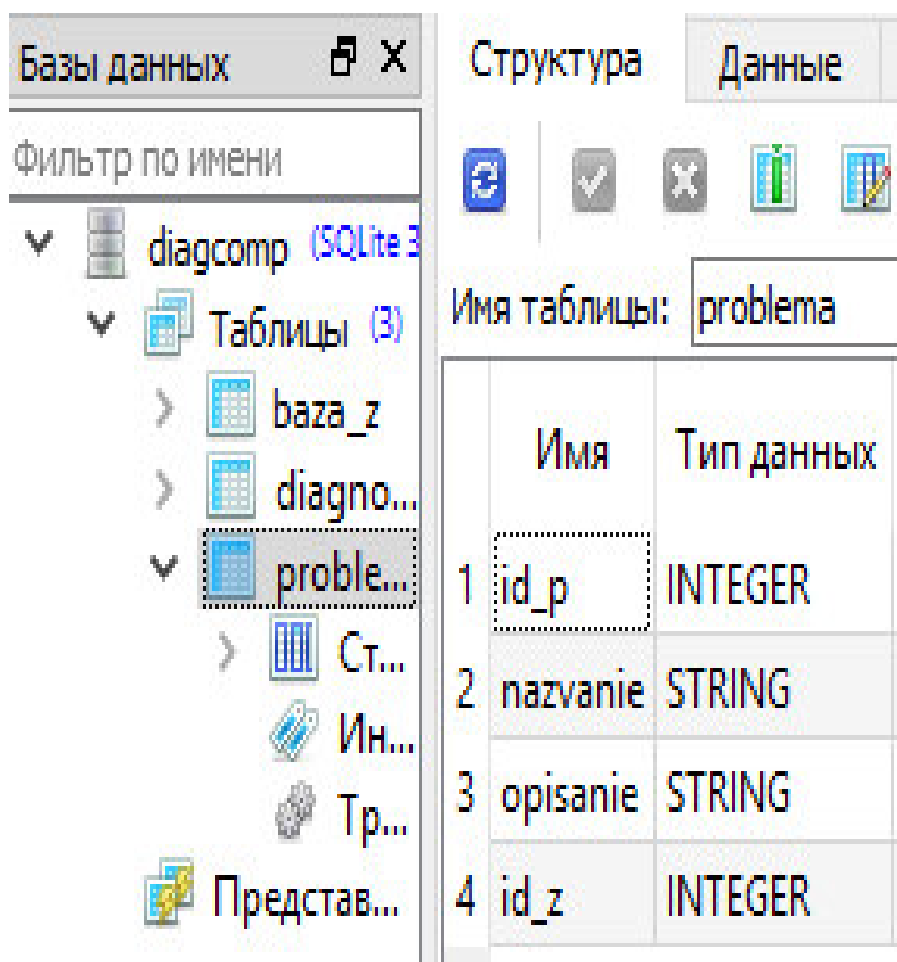 Базы данных
Фильтр по имени
diagcomp (SQLite 3
Таблицы (3)
baza_z
diagno...
proble...
Ст...
Ин...
Тр...
Представ...
Структура Данные
Имя таблицы: problema
Имя Тип данных
1 id_p INTEGER
2 nazvanie STRING
3 opisanie STRING
4 id_z INTEGER